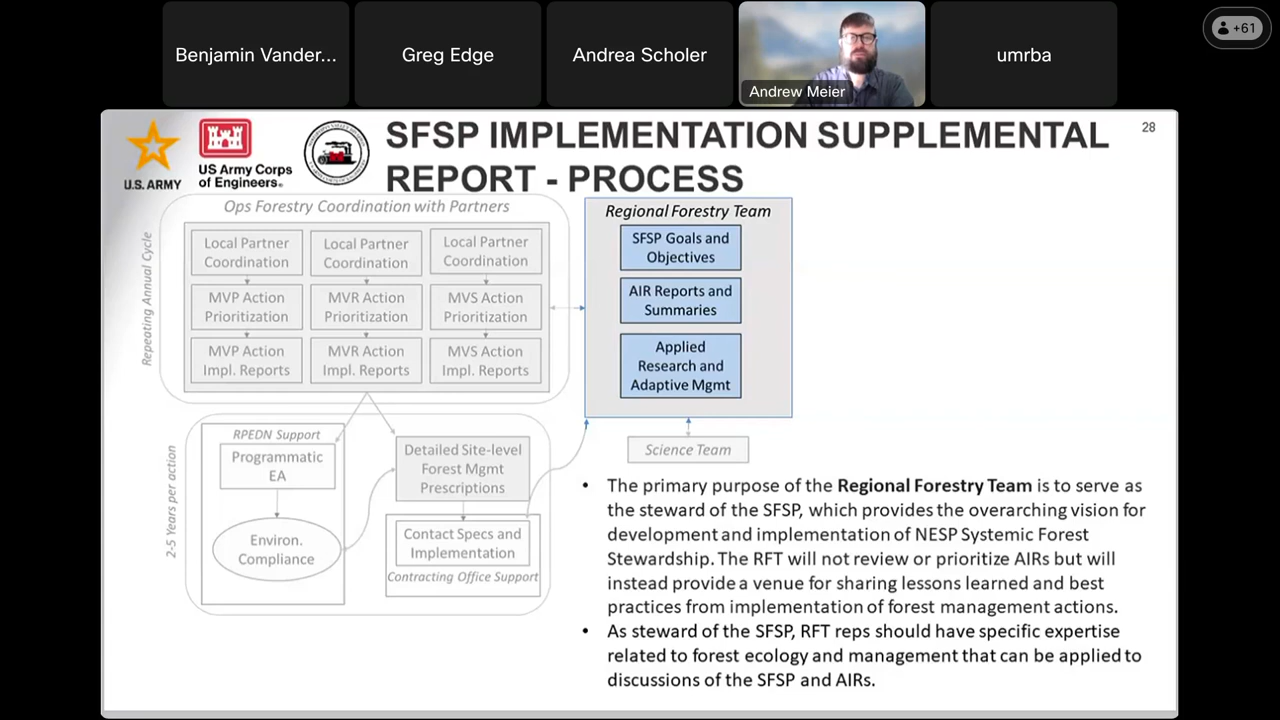 Benjamin Vander...
Greg Edge
Andrea Scholer
Andrew Meier
umrba
+61
U.S. ARMY
US Army Corps
of Engineers®
SFSP IMPLEMENTATION SUPPLEMENTAL
REPORT - PROCESS
28
Ops Forestry Coordination with Partners
Repeating Annual Cycle
Local Partner
Coordination
Local Partner
Coordination
Local Partner
Coordination
MVP Action
Prioritization
MVR Action
Prioritization
MVS Action
Prioritization
MVP Action
Impl. Reports
MVR Action
Impl. Reports
MVS Action
Impl. Reports
Regional Forestry Team
SFSP Goals and
Objectives
AIR Reports and
Summaries
Applied
Research and
Adaptive Mgmt
Science Team
2-5 Years per action
RPEDN Support
Programmatic
EA
Environ.
Compliance
Detailed Site-level
Forest Mgmt
Prescriptions
Contact Specs and
Implementation
Contracting Office Support
• The primary purpose of the Regional Forestry Team is to serve as
the steward of the SFSP, which provides the overarching vision for
development and implementation of NESP Systemic Forest
Stewardship. The RFT will not review or prioritize AIRs but will
instead provide a venue for sharing lessons learned and best
practices from implementation of forest management actions.
• As steward of the SFSP, RFT reps should have specific expertise
related to forest ecology and management that can be applied to
discussions of the SFSP and AIRs.